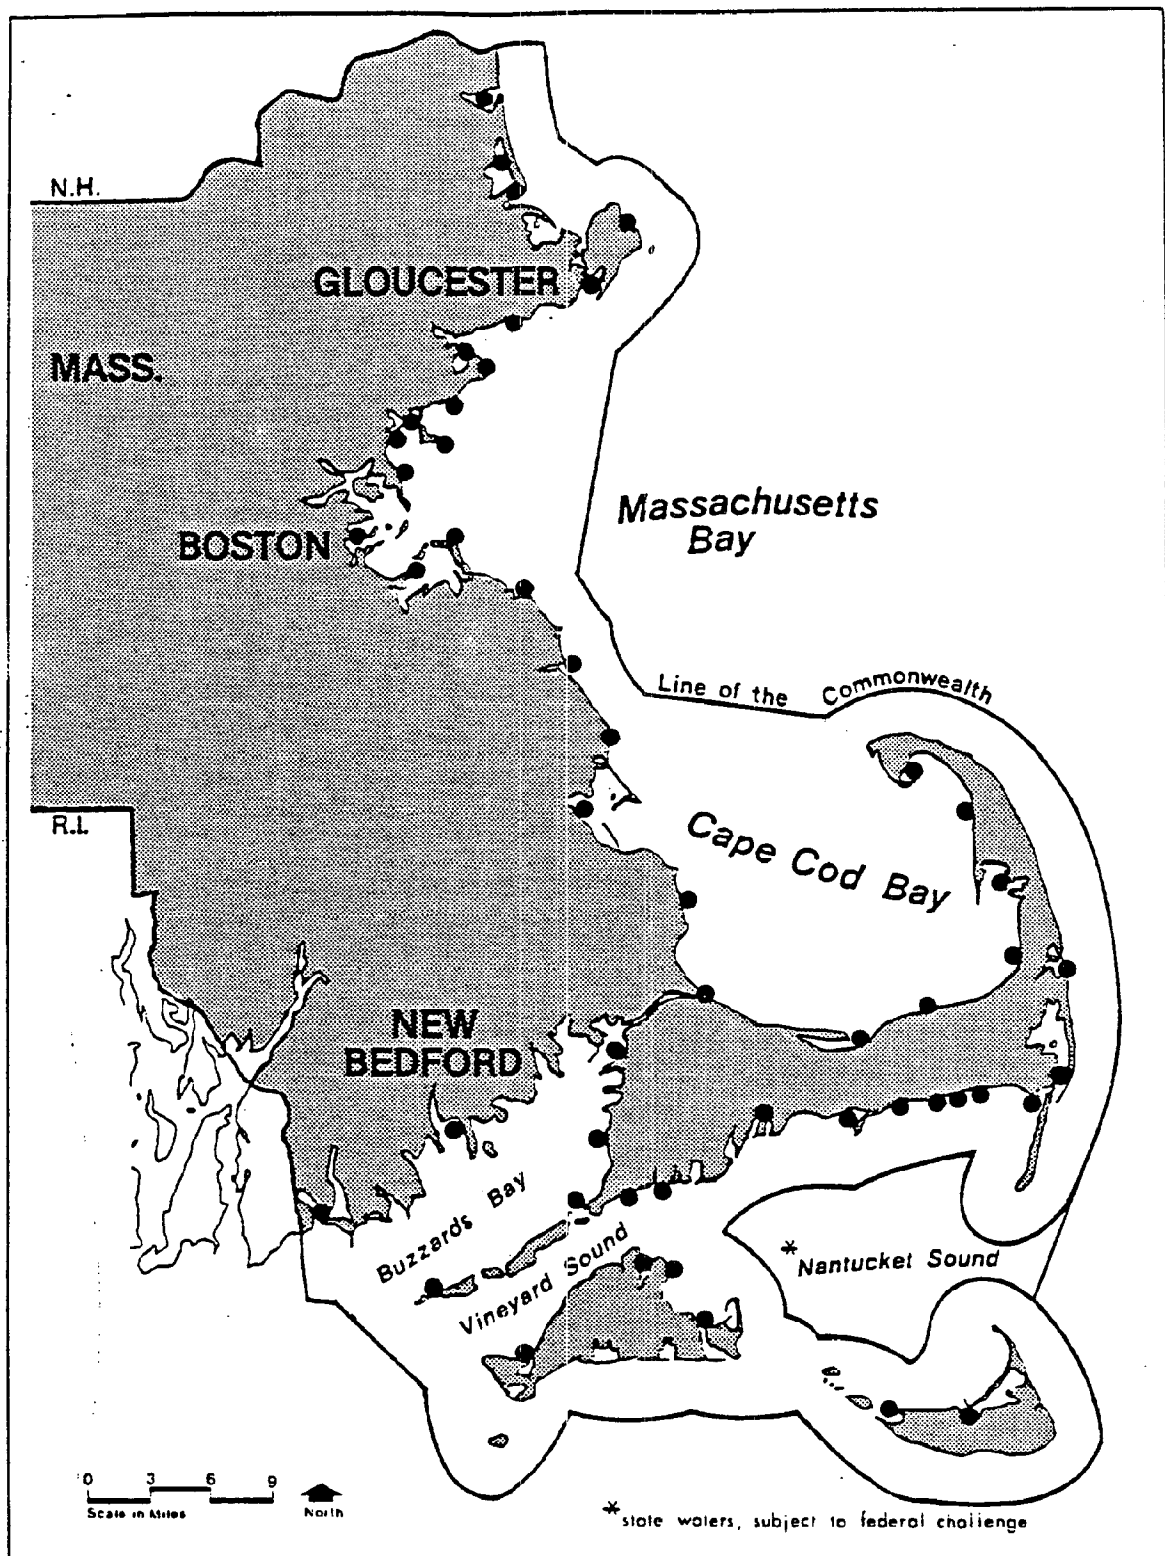 N.H.
GLOUCESTER
MASS.
Massachusetts
Bay
BOSTON
Line of the Commonwealth
R.I.
Cape Cod Bay
NEW
BEDFORD
Buzzards Bay
Vineyard Sound
*Nantucket Sound
0 3 6 9
Scale in Miles
North
*state waters, subject to federal challenge